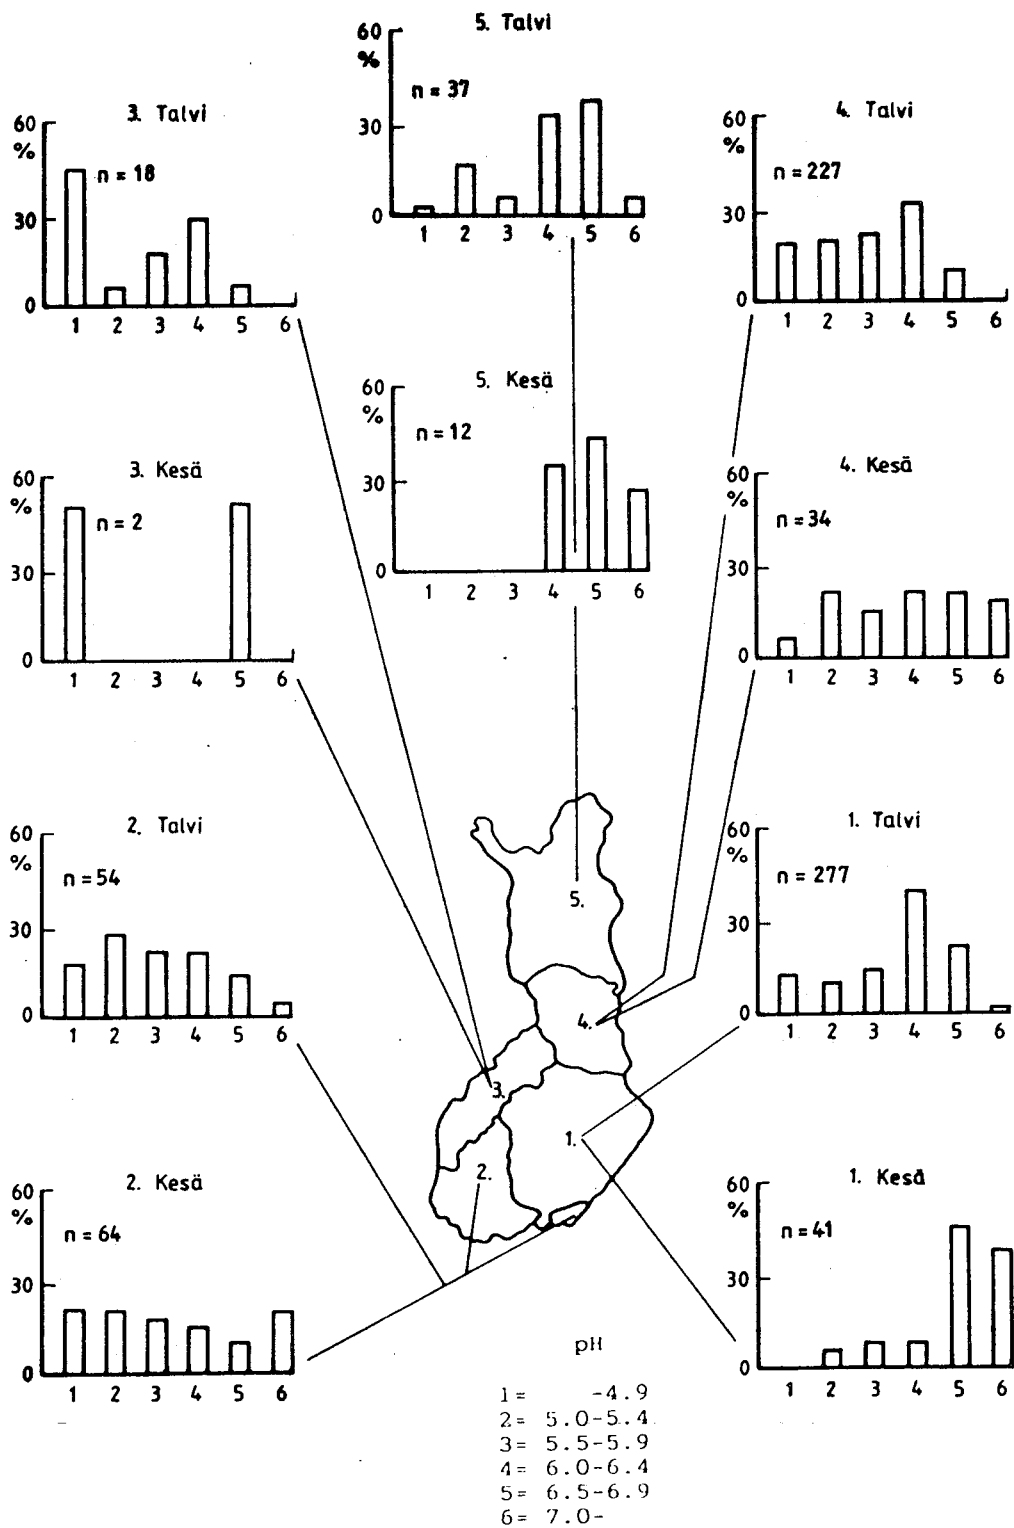 5. Talvi
60
%
n = 37
30
0
1 2 3 4 5 6
3. Talvi
60
%
n = 18
30
0
1 2 3 4 5 6
4. Talvi
60
%
n = 227
30
0
1 2 3 4 5 6
5. Kesä
60
%
n = 12
30
0
1 2 3 4 5 6
3. Kesä
60
%
n = 2
30
0
1 2 3 4 5 6
4. Kesä
60
%
n = 34
30
0
1 2 3 4 5 6
2. Talvi
60
%
n = 54
30
0
1 2 3 4 5 6
1. Talvi
60
%
n = 277
30
0
1 2 3 4 5 6
5.
4.
3.
1.
2.
2. Kesä
60
%
n = 64
30
0
1 2 3 4 5 6
1. Kesä
60
%
n = 41
30
0
1 2 3 4 5 6
pH
1= -4.9
2= 5.0-5.4
3= 5.5-5.9
4= 6.0-6.4
5= 6.5-6.9
6= 7.0-